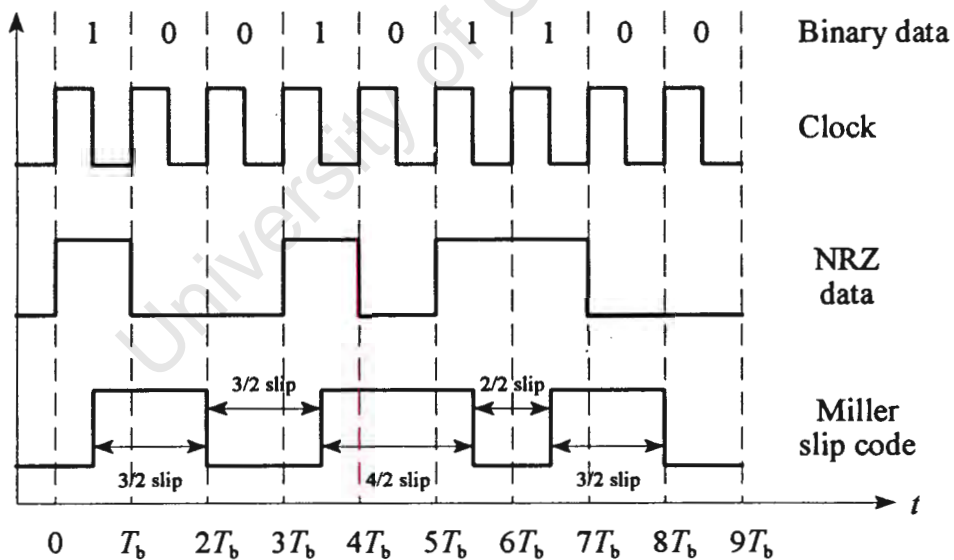 University of C
1 0 0 1 0 1 1 0 0 Binary data
Clock
NRZ
data
3/2 slip 2/2 slip
Miller
slip code
3/2 slip 4/2 slip 3/2 slip
t
0 T_b 2T_b 3T_b 4T_b 5T_b 6T_b 7T_b 8T_b 9T_b